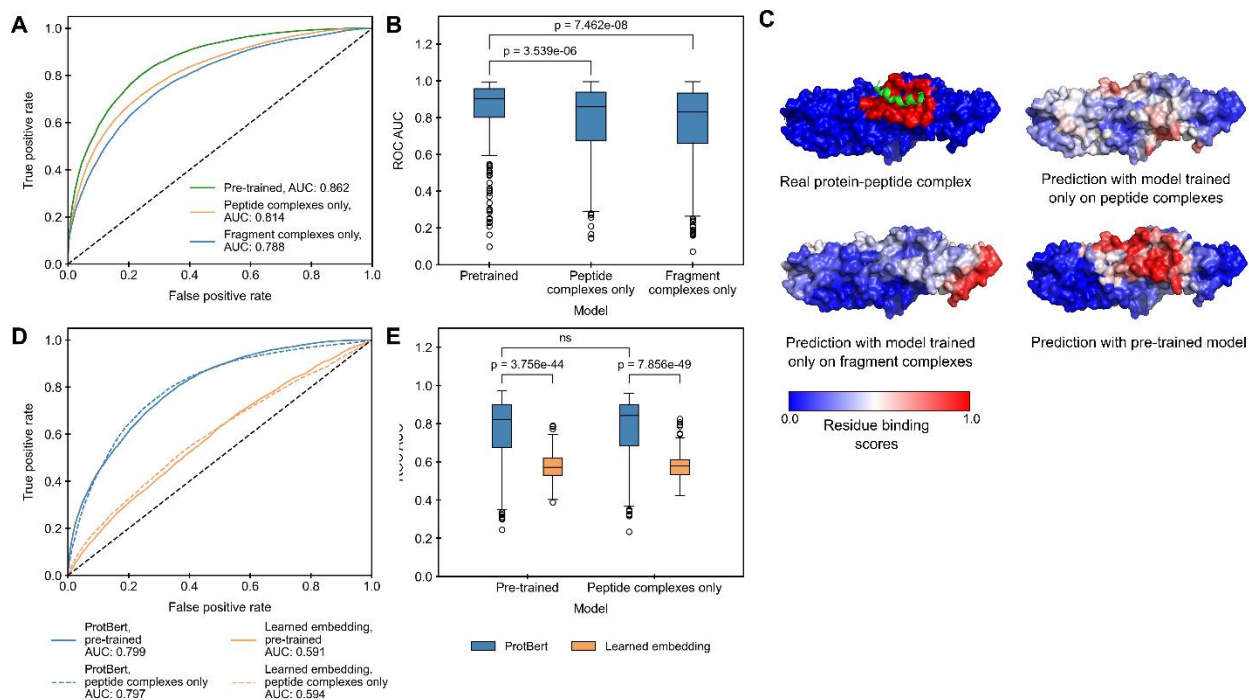 A
1.0
0.8
0.6
0.4
0.2
0.0
True positive rate
Pre-trained, AUC: 0.862
Peptide complexes only,
AUC: 0.814
Fragment complexes only,
AUC: 0.788
0.0 0.2 0.4 0.6 0.8 1.0
False positive rate
B
p = 7.462e-08
p = 3.539e-06
1.2
1.0
0.8
0.6
0.4
0.2
0.0
ROC AUC
Pretrained
Peptide
complexes only
Fragment
complexes only
Model
C
Real protein-peptide complex
Prediction with model trained
only on peptide complexes
Prediction with model trained
only on fragment complexes
Prediction with pre-trained model
0.0 1.0
Residue binding
scores
D
1.0
0.8
0.6
0.4
0.2
0.0
True positive rate
0.0 0.2 0.4 0.6 0.8 1.0
False positive rate
ProtBert,
pre-trained
AUC: 0.799
Learned embedding,
pre-trained
AUC: 0.591
ProtBert,
peptide complexes only
AUC: 0.797
Learned embedding,
peptide complexes only
AUC: 0.594
E
ns
p = 3.756e-44
p = 7.856e-49
1.2
1.0
0.8
0.6
0.4
0.2
0.0
Pre-trained
Peptide complexes only
Model
ProtBert
Learned embedding